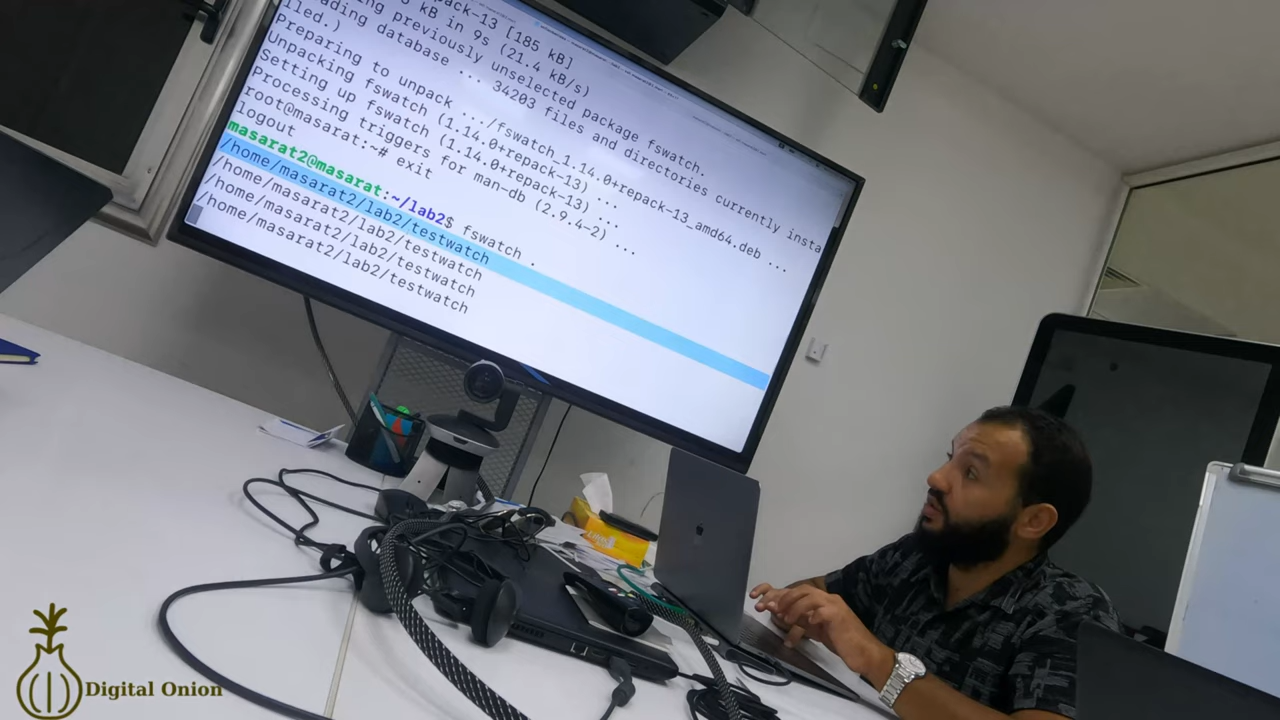 pack-13 [185 kB]
kB in 9s (21.4 kB/s)
previously unselected package fswatch.
ading database ... 34203 files and directories currently insta
lled.)
Preparing to unpack .../fswatch_1.14.0+repack-13_amd64.deb ...
Unpacking fswatch (1.14.0+repack-13) ...
Setting up fswatch (1.14.0+repack-13) ...
Processing triggers for man-db (2.9.4-2) ...
root@masarat:~# exit
logout
masarat2@masarat:~/lab2$ fswatch .
/home/masarat2/lab2/testwatch
/home/masarat2/lab2/testwatch
/home/masarat2/lab2/testwatch
/home/masarat2/lab2/testwatch
Digital Onion